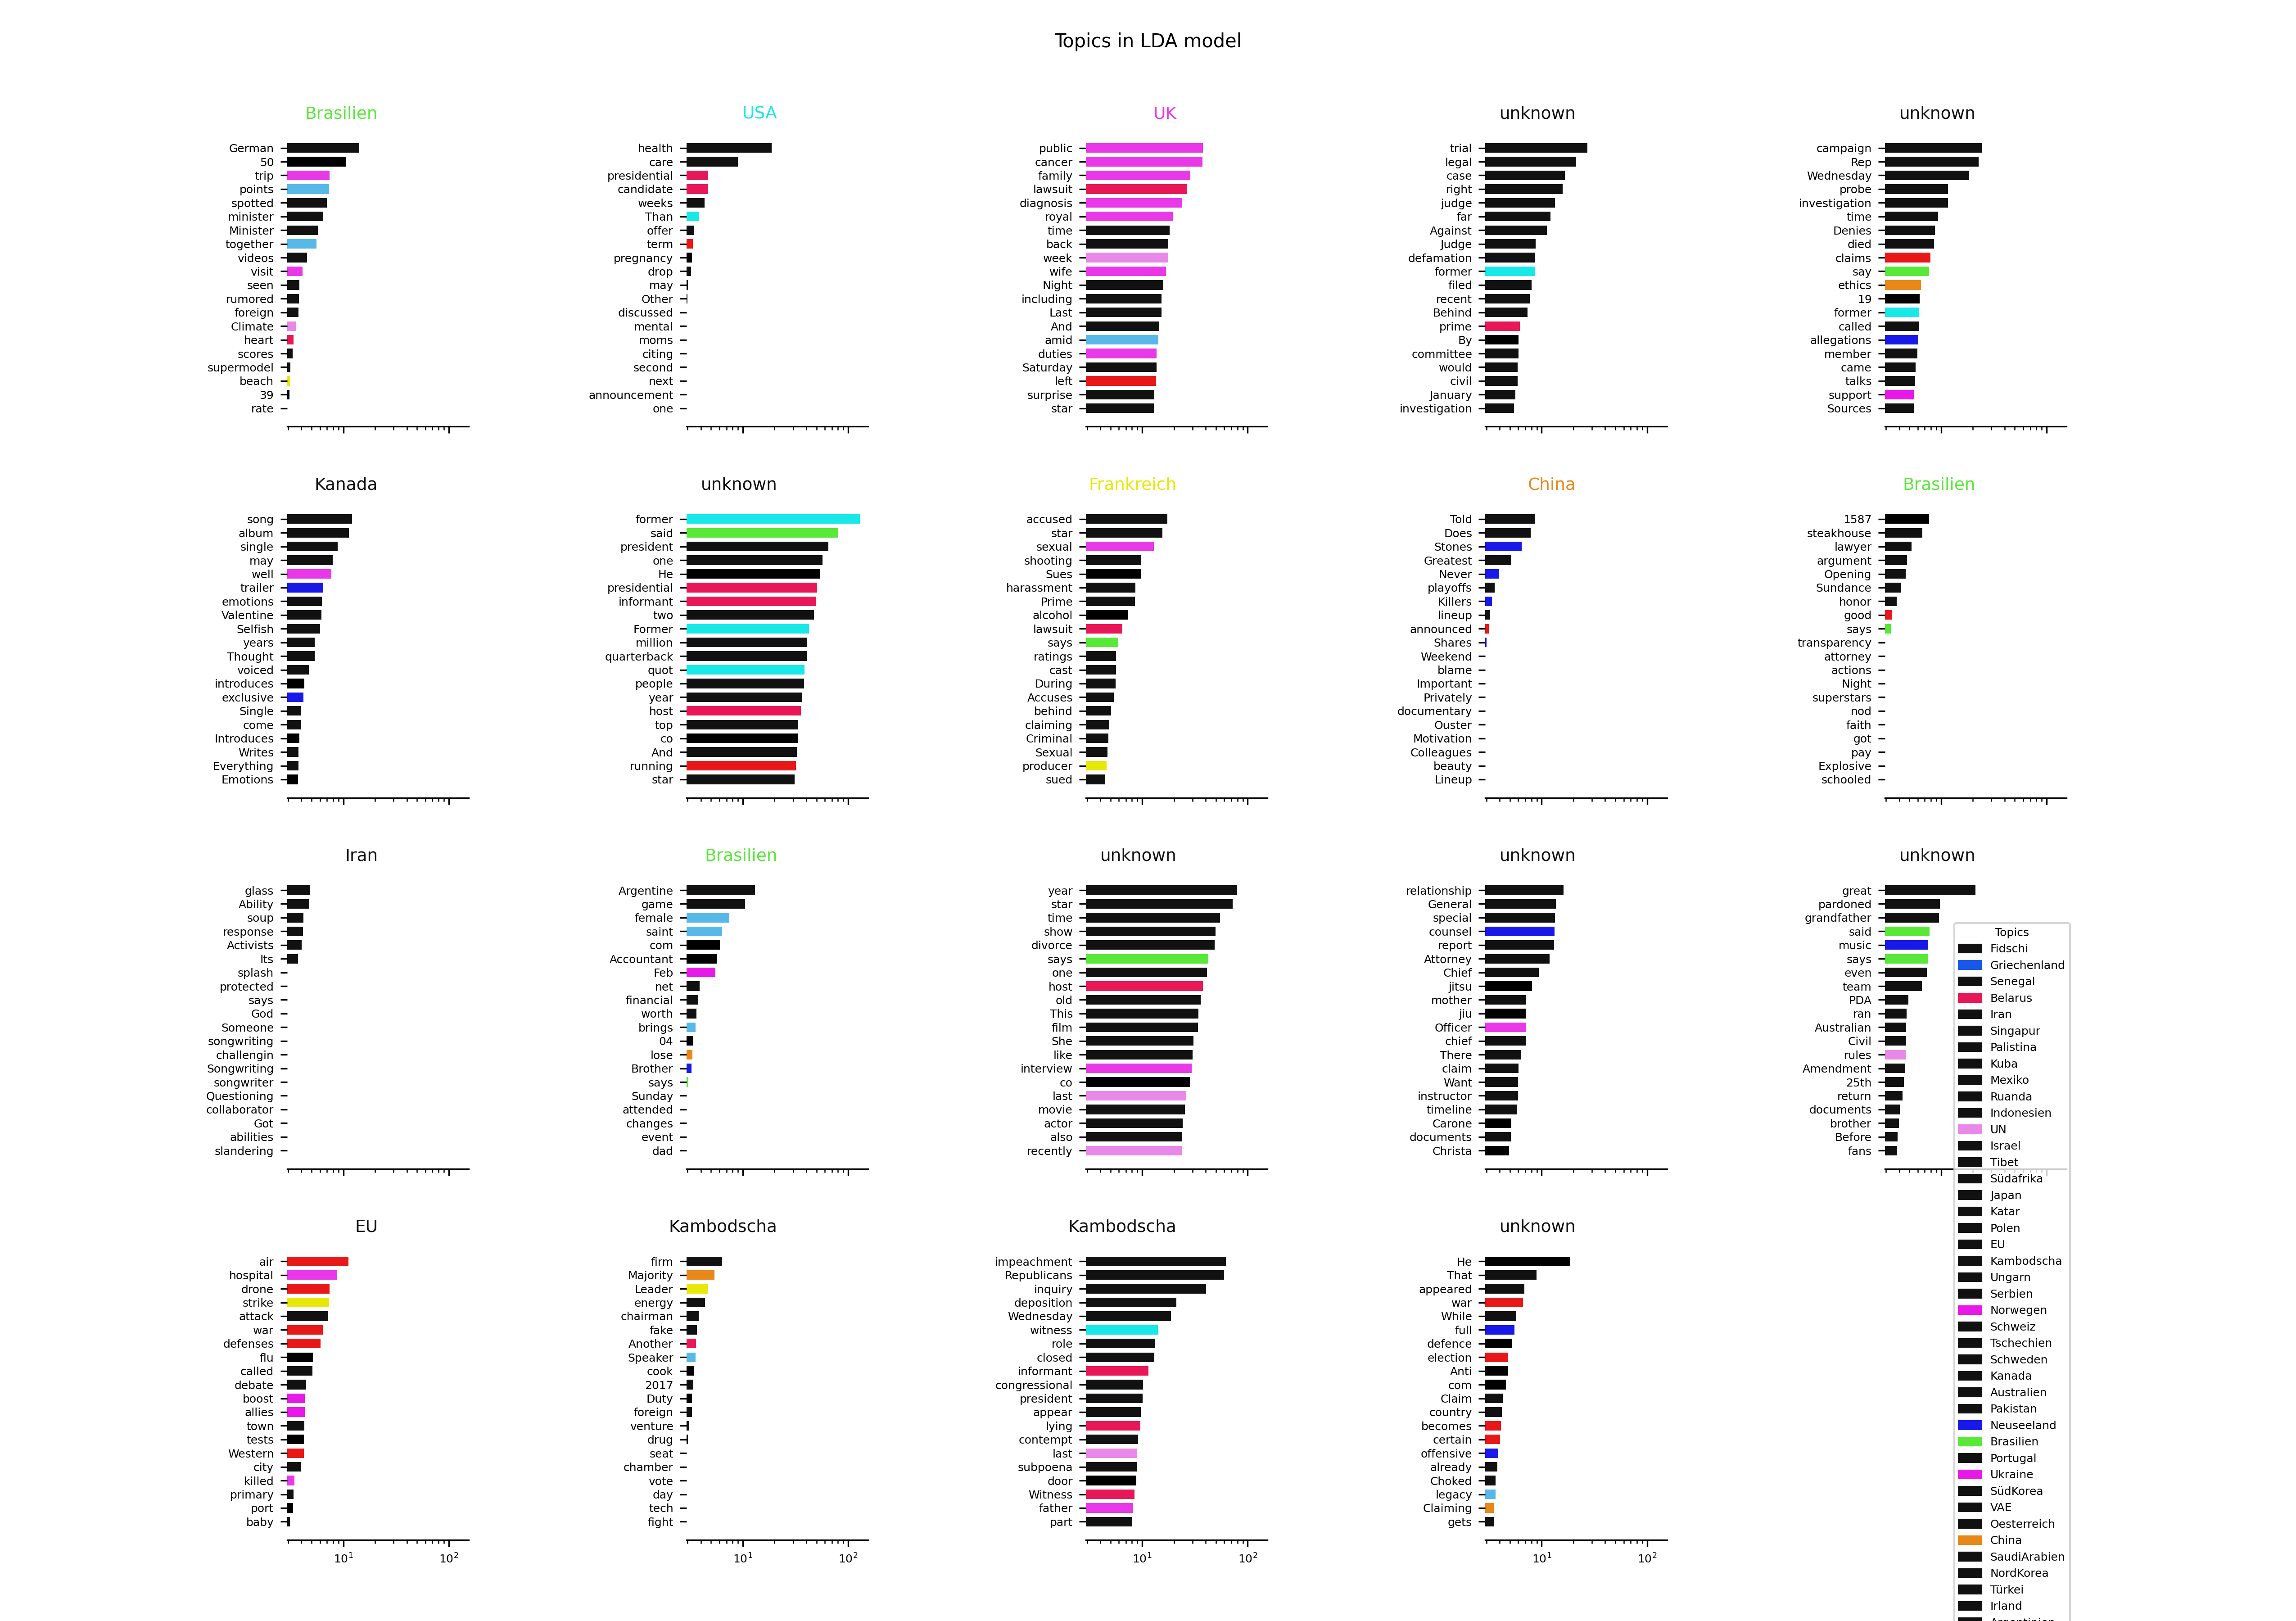 Topics in LDA model
Brasilien
German
50
trip
points
spotted
minister
Minister
together
videos
visit
seen
rumored
foreign
Climate
heart
scores
supermodel
beach
39
rate
USA
health
care
presidential
candidate
weeks
Than
offer
term
pregnancy
drop
may
Other
discussed
mental
moms
citing
second
next
announcement
one
UK
public
cancer
family
lawsuit
diagnosis
royal
time
back
week
wife
Night
including
Last
And
amid
duties
Saturday
left
surprise
star
unknown
trial
legal
case
right
judge
far
Against
Judge
defamation
former
filed
recent
Behind
prime
By
committee
would
civil
January
investigation
unknown
campaign
Rep
Wednesday
probe
investigation
time
Denies
died
claims
say
ethics
19
former
called
allegations
member
came
talks
support
Sources
Kanada
song
album
single
may
well
trailer
emotions
Valentine
Selfish
years
Thought
voiced
introduces
exclusive
Single
come
Introduces
Writes
Everything
Emotions
unknown
former
said
president
one
He
presidential
informant
two
Former
million
quarterback
quot
people
year
host
top
co
And
running
star
Frankreich
accused
star
sexual
shooting
Sues
harassment
Prime
alcohol
lawsuit
says
ratings
cast
During
Accuses
behind
claiming
Criminal
Sexual
producer
sued
China
Told
Does
Stones
Greatest
Never
playoffs
Killers
lineup
announced
Shares
Weekend
blame
Important
Privately
documentary
Ouster
Motivation
Colleagues
beauty
Lineup
Brasilien
1587
steakhouse
lawyer
argument
Opening
Sundance
honor
good
says
transparency
attorney
actions
Night
superstars
nod
faith
got
pay
Explosive
schooled
Iran
glass
Ability
soup
response
Activists
Its
splash
protected
says
God
Someone
songwriting
challengin
Songwriting
songwriter
Questioning
collaborator
Got
abilities
slandering
Brasilien
Argentine
game
female
saint
com
Accountant
Feb
net
financial
worth
brings
04
lose
Brother
says
Sunday
attended
changes
event
dad
unknown
year
star
time
show
divorce
says
one
host
old
This
film
She
like
interview
co
last
movie
actor
also
recently
unknown
relationship
General
special
counsel
report
Attorney
Chief
jitsu
mother
jiu
Officer
chief
There
claim
Want
instructor
timeline
Carone
documents
Christa
unknown
great
pardoned
grandfather
said
music
says
even
team
PDA
ran
Australian
Civil
rules
Amendment
25th
return
documents
brother
Before
fans
EU
air
hospital
drone
strike
attack
war
defenses
flu
called
debate
boost
allies
town
tests
Western
city
killed
primary
port
baby
10¹ 10²
Kambodscha
firm
Majority
Leader
energy
chairman
fake
Another
Speaker
cook
2017
Duty
foreign
venture
drug
seat
chamber
vote
day
tech
fight
10¹ 10²
Kambodscha
impeachment
Republicans
inquiry
deposition
Wednesday
witness
role
closed
informant
congressional
president
appear
lying
contempt
last
subpoena
door
Witness
father
part
10¹ 10²
unknown
He
That
appeared
war
While
full
defence
election
Anti
com
Claim
country
becomes
certain
offensive
already
Choked
legacy
Claiming
gets
10¹ 10²
Topics
Fidschi
Griechenland
Senegal
Belarus
Iran
Singapur
Palistina
Kuba
Mexiko
Ruanda
Indonesien
UN
Israel
Tibet
Südafrika
Japan
Katar
Polen
EU
Kambodscha
Ungarn
Serbien
Norwegen
Schweiz
Tschechien
Schweden
Kanada
Australien
Pakistan
Neuseeland
Brasilien
Portugal
Ukraine
SüdKorea
VAE
Oesterreich
China
SaudiArabien
NordKorea
Türkei
Irland